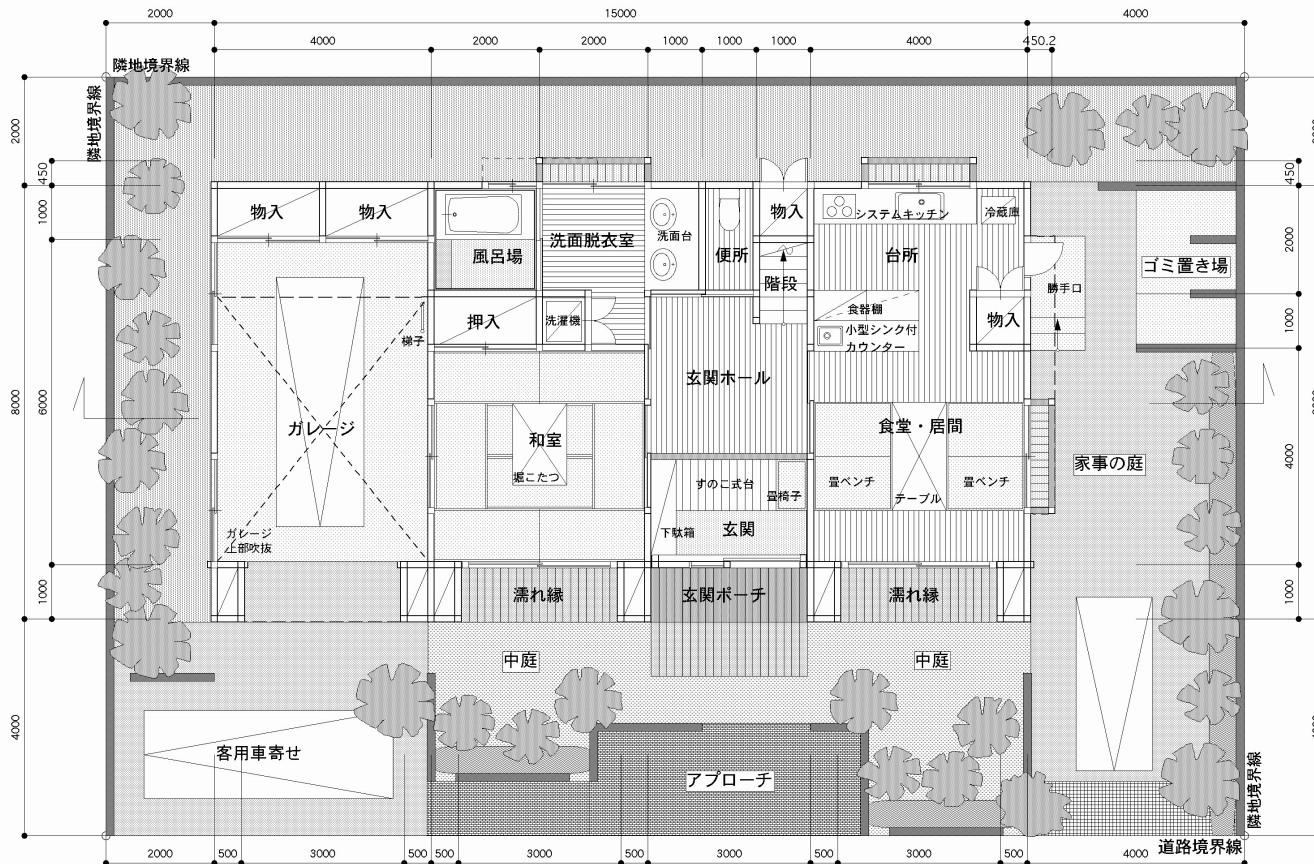 2000
15000
4000
4000
2000
2000
1000
1000
1000
4000
450.2
隣地境界線
隣地境界線
2000
450
1000
8000
6000
1000
4000
450
2000
1000
4000
1000
物入
物入
風呂場
洗面脱衣室
洗面台
便所
物入
階段
システムキッチン
冷蔵庫
台所
ゴミ置き場
勝手口
押入
洗濯機
食器棚
小型シンク付
カウンター
物入
梯子
玄関ホール
ガレージ
和室
堀こたつ
食堂・居間
畳ベンチ
テーブル
畳ベンチ
家事の庭
すのこ式台
畳椅子
下駄箱
玄関
ガレージ
上部吹抜
濡れ縁
玄関ポーチ
濡れ縁
中庭
中庭
客用車寄せ
アプローチ
隣地境界線
道路境界線
2000
500
3000
500
500
3000
500
3000
500
3000
500
4000